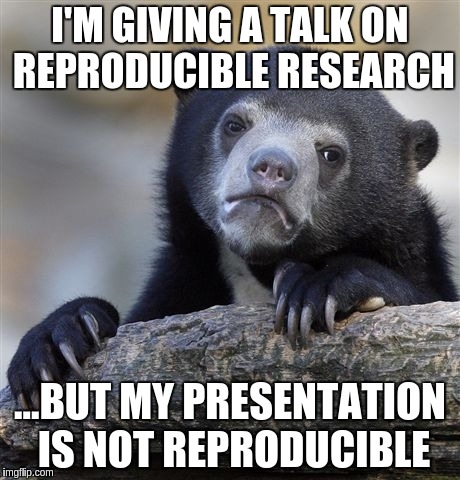 I'M GIVING A TALK ON
REPRODUCIBLE RESEARCH
...BUT MY PRESENTATION
IS NOT REPRODUCIBLE
imgflip.com